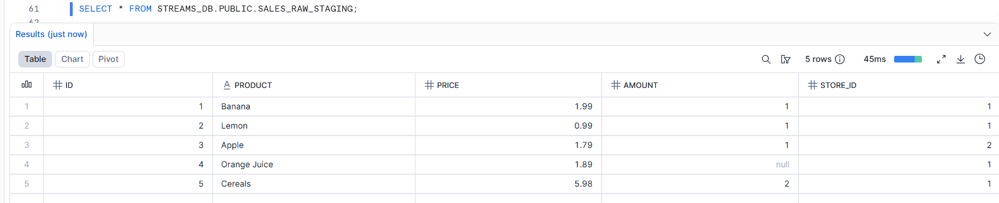 61 SELECT * FROM STREAMS_DB.PUBLIC.SALES_RAW_STAGING;
62
Results (just now)
Table Chart Pivot 5 rows 45ms
ID PRODUCT PRICE AMOUNT STORE_ID
1 1 Banana 1.99 1 1
2 2 Lemon 0.99 1 1
3 3 Apple 1.79 1 2
4 4 Orange Juice 1.89 null 1
5 5 Cereals 5.98 2 1